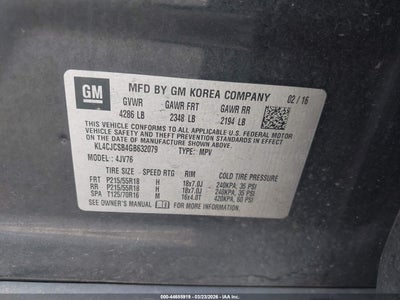 GM
MFD BY GM KOREA COMPANY 02 / 16
GVWR GAWR FRT GAWR RR
4286 LB 2348 LB 2194 LB
THIS VEHICLE CONFORMS TO ALL APPLICABLE U.S. FEDERAL MOTOR
VEHICLE SAFETY, BUMPER, AND THEFT PREVENTION STANDARDS IN
EFFECT ON THE DATE OF MANUFACTURE SHOWN ABOVE.
KL4CJCSB4GB632079 TYPE: MPV
MODEL: 4JV76
TIRE SIZE SPEED RTG RIM COLD TIRE PRESSURE
FRT P215/55R18 H 18x7.0J 240KPA, 35 PSI
RR P215/55R18 H 18x7.0J 240KPA, 35 PSI
SPA T125/70R16 M 16x4.0T 420KPA, 60 PSI
SEE OWNER'S MANUAL FOR ADDITIONAL INFORMATION
000-44685919 - 03/23/2026 - IAAI